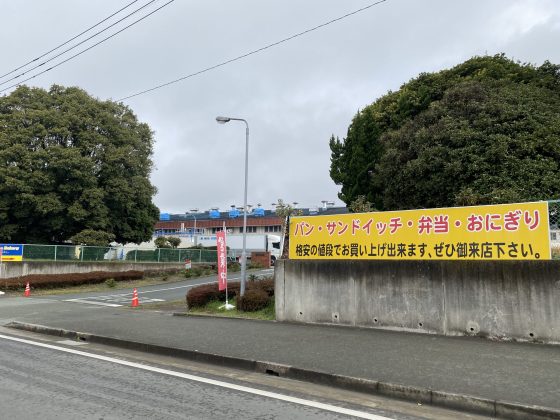 パン・サンドイッチ・弁当・おにぎり
格安の値段でお買い上げ出来ます、ぜひ御来店下さい。